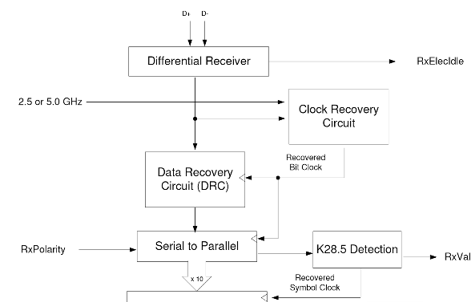 D+ D-
Differential Receiver
RxElecIdle
2.5 or 5.0 GHz
Clock Recovery
Circuit
Recovered
Bit Clock
Data Recovery
Circuit (DRC)
RxPolarity
Serial to Parallel
K28.5 Detection
RxVal
x 10
Recovered
Symbol Clock